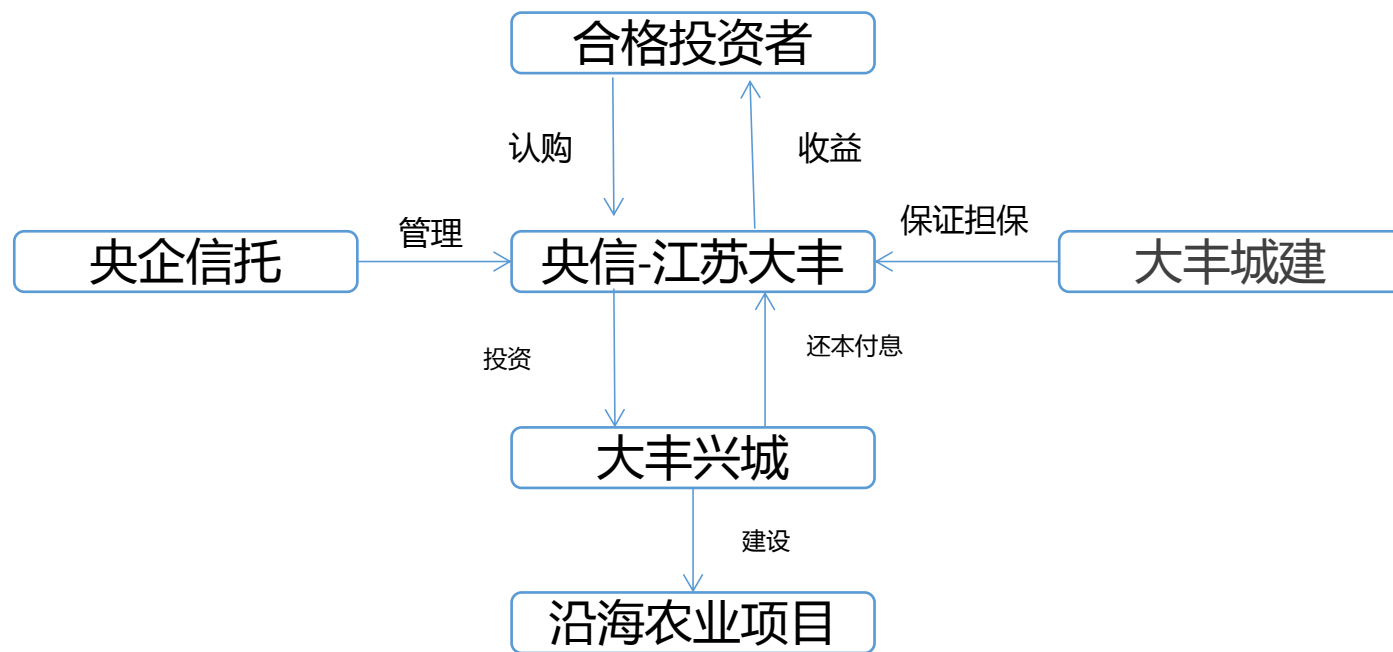 合格投资者
认购
收益
管理
保证担保
央企信托
央信-江苏大丰
大丰城建
投资
还本付息
大丰兴城
建设
沿海农业项目